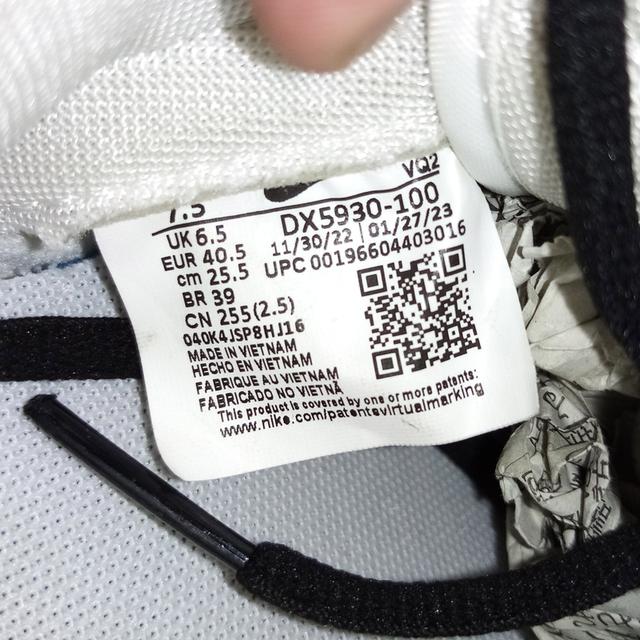 VQ2
7.5
UK 6.5
EUR 40.5
cm 25.5
BR 39
CN 255(2.5)
DX5930-100
11/30/22 | 01/27/23
UPC 00196604403016
040K4JSP8HJ16
MADE IN VIETNAM
HECHO EN VIETNAM
FABRIQUE AU VIETNAM
FABRICADO NO VIETNÃ
This product is covered by one or more patents:
www.nike.com/patentsvirtualmarking